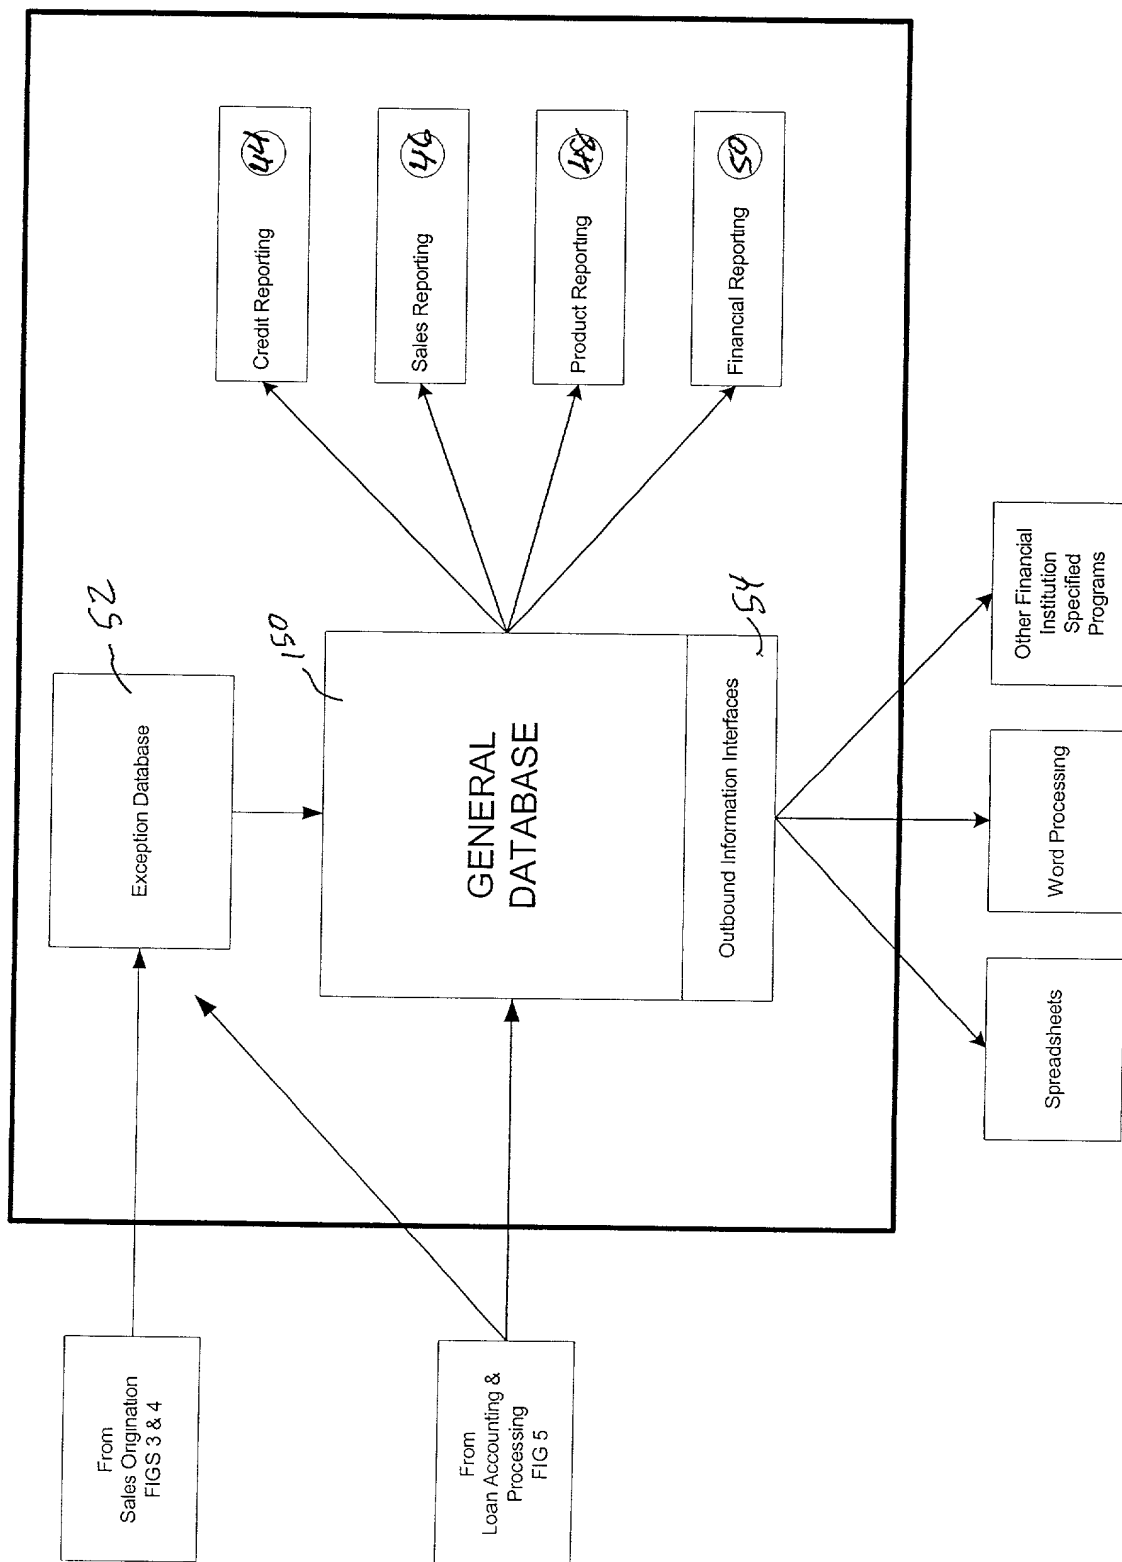 From
Sales Origination
FIGS 3 & 4
Exception Database
52
Credit Reporting
44
Sales Reporting
46
From
Loan Accounting &
Processing
FIG 5
150
GENERAL
DATABASE
Outbound Information Interfaces
54
Product Reporting
48
Financial Reporting
50
Spreadsheets
Word Processing
Other Financial
Institution
Specified
Programs